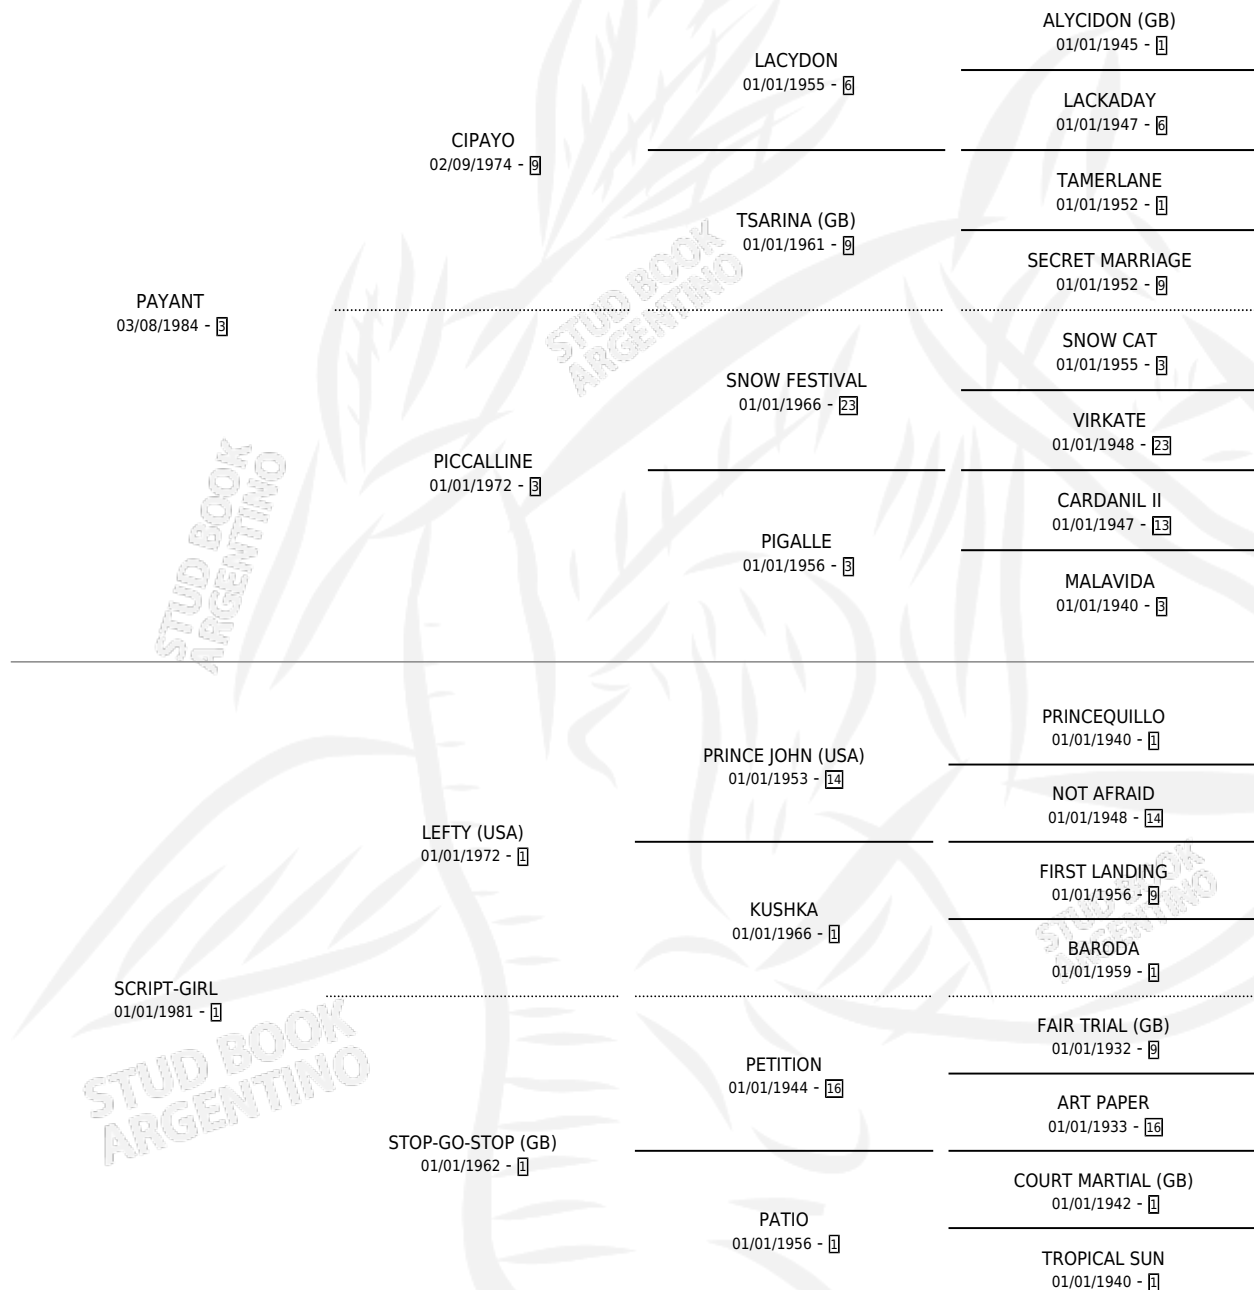 ALYCIDON (GB)
01/01/1945 - 1
LACYDON
01/01/1955 - 6
LACKADAY
01/01/1947 - 6
CIPAYO
02/09/1974 - 9
TAMERLANE
01/01/1952 - 1
TSARINA (GB)
01/01/1961 - 9
SECRET MARRIAGE
01/01/1952 - 9
PAYANT
03/08/1984 - 3
SNOW CAT
01/01/1955 - 3
SNOW FESTIVAL
01/01/1966 - 23
VIRKATE
01/01/1948 - 23
PICCALLINE
01/01/1972 - 3
CARDANIL II
01/01/1947 - 13
PIGALLE
01/01/1956 - 3
MALAVIDA
01/01/1940 - 3
PRINCEQUILLO
01/01/1940 - 1
PRINCE JOHN (USA)
01/01/1953 - 14
NOT AFRAID
01/01/1948 - 14
LEFTY (USA)
01/01/1972 - 1
FIRST LANDING
01/01/1956 - 9
KUSHKA
01/01/1966 - 1
BARODA
01/01/1959 - 1
SCRIPT-GIRL
01/01/1981 - 1
FAIR TRIAL (GB)
01/01/1932 - 9
PETITION
01/01/1944 - 16
ART PAPER
01/01/1933 - 16
STOP-GO-STOP (GB)
01/01/1962 - 1
COURT MARTIAL (GB)
01/01/1942 - 1
PATIO
01/01/1956 - 1
TROPICAL SUN
01/01/1940 - 1
STUD BOOK
ARGENTINO
STUD BOOK
ARGENTINO
STUD BOOK
ARGENTINO
STUD BOOK
ARGENTINO